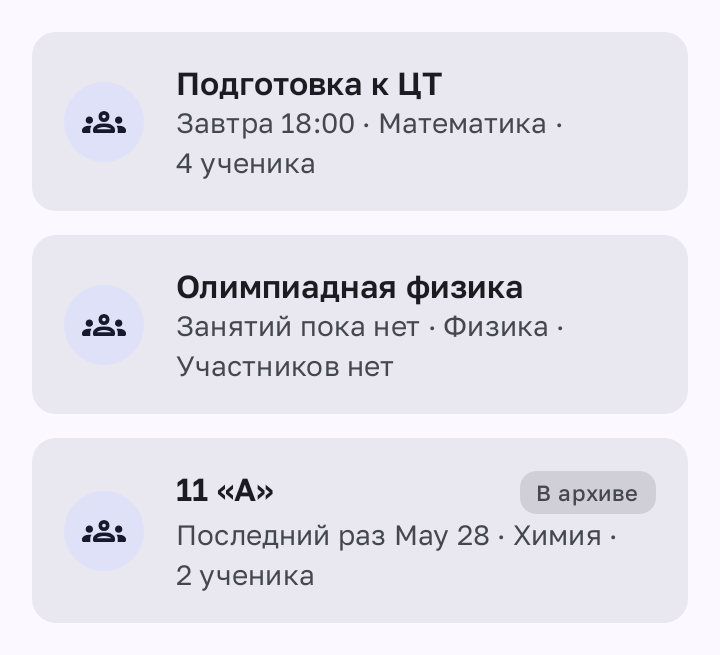 Подготовка к ЦТ
Завтра 18:00 · Математика ·
4 ученика
Олимпиадная физика
Занятий пока нет · Физика ·
Участников нет
11 «А»
В архиве
Последний раз May 28 · Химия ·
2 ученика